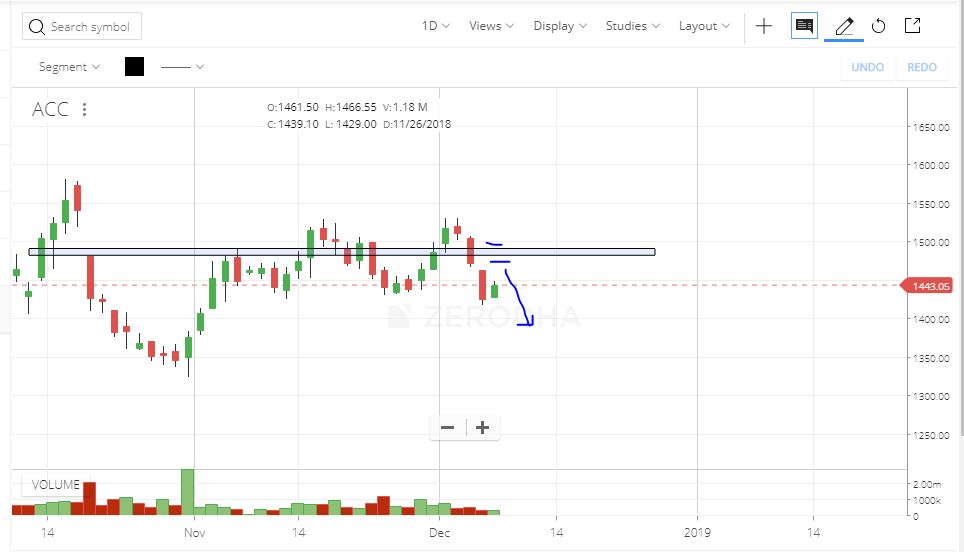 Search symbol 1D Views Display Studies Layout
Segment UNDO REDO
ACC O:1461.50 H:1466.55 V:1.18 M
C: 1439.10 L: 1429.00 D:11/26/2018
1650.00
1600.00
1550.00
1500.00
1443.05
1400.00
ZERODHA
1350.00
1300.00
1250.00
VOLUME
2.00m
1000k
0
14 Nov 14 Dec 14 2019 14